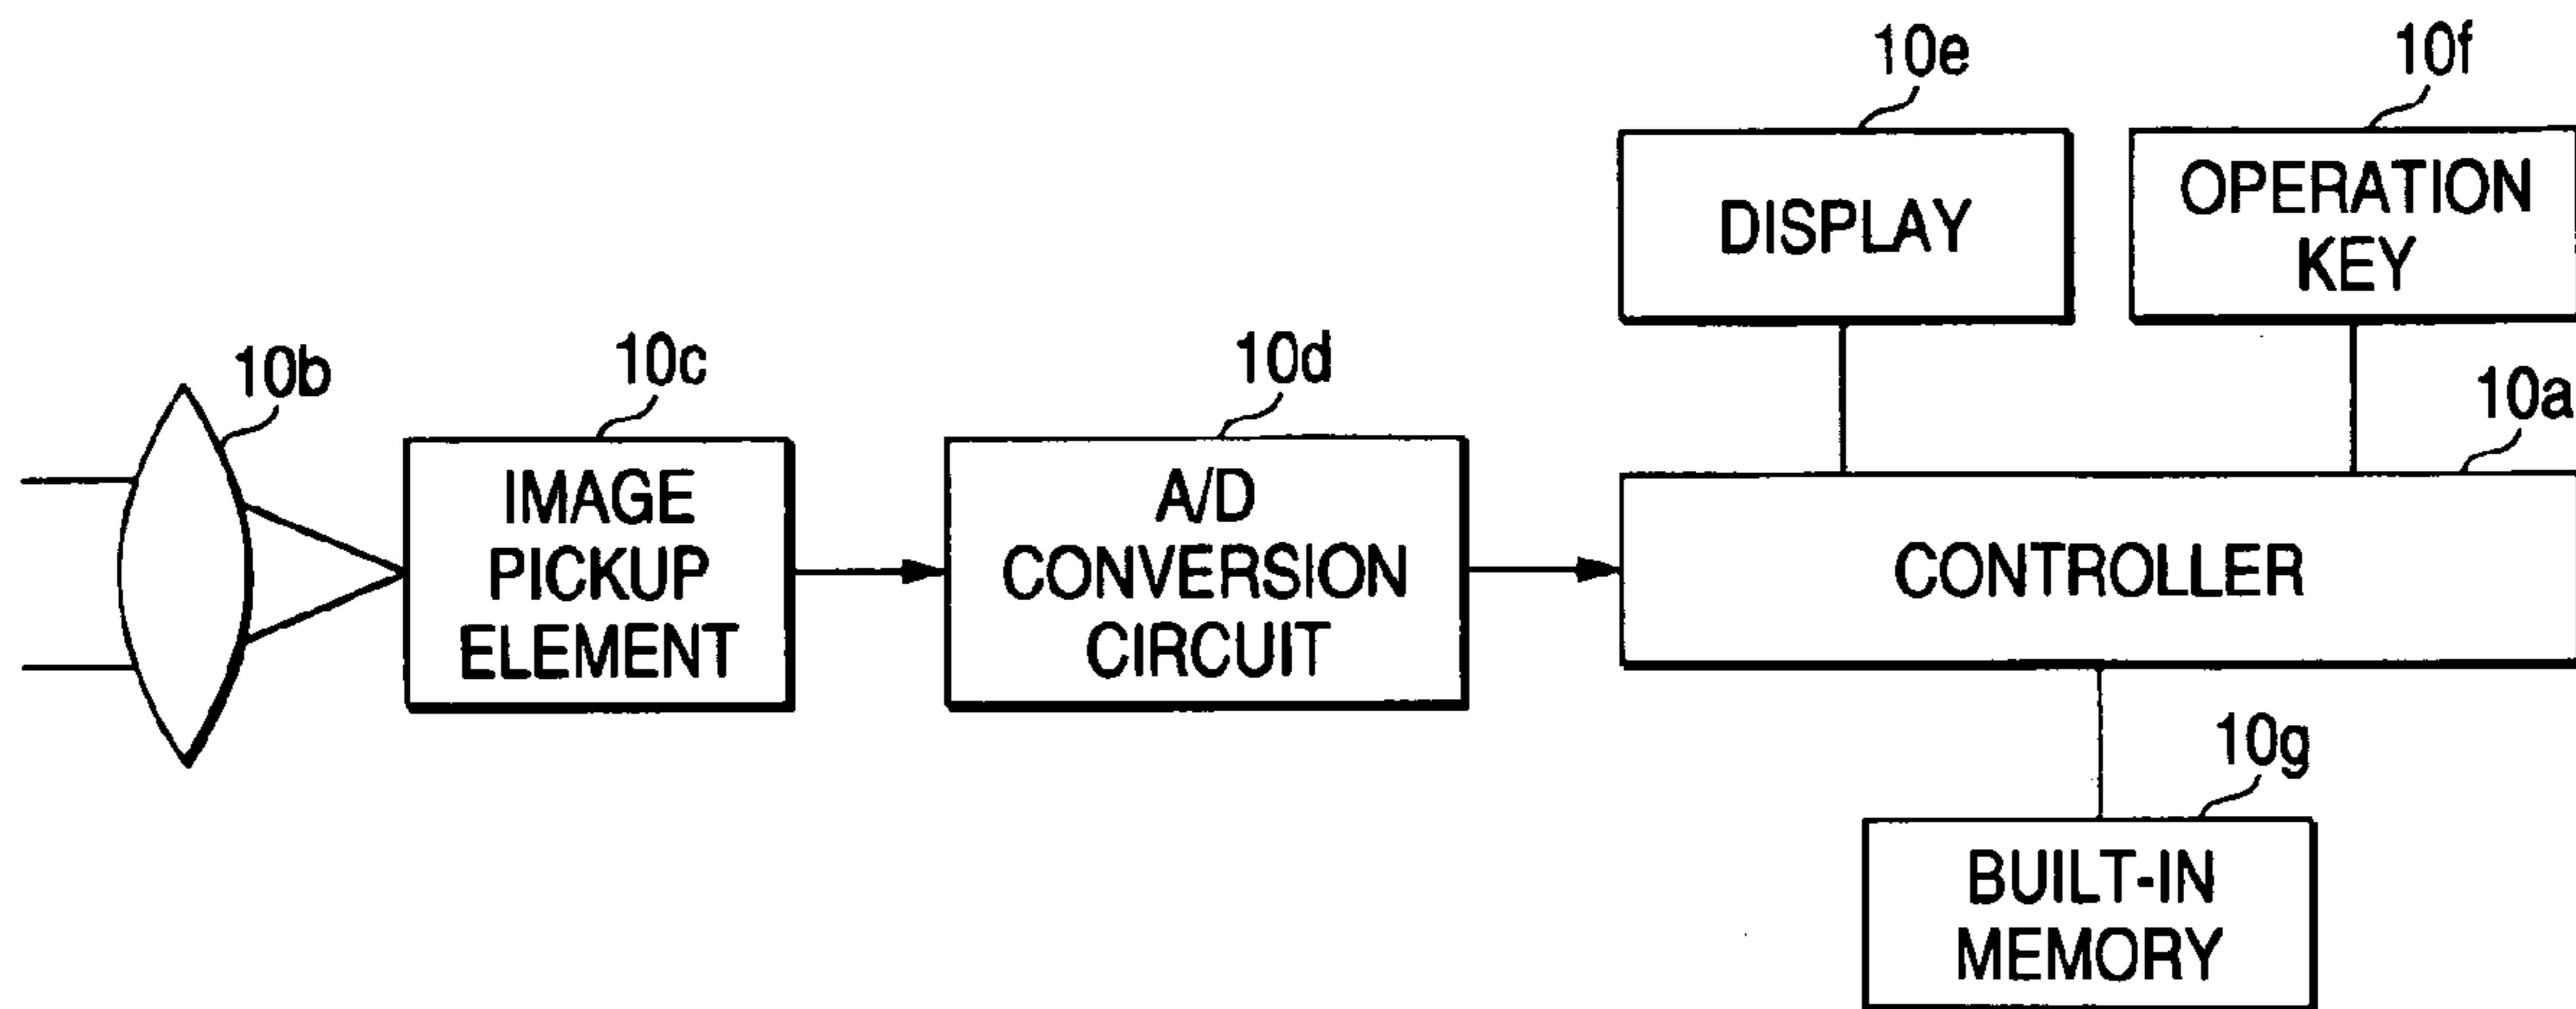 10e
10f
DISPLAY
OPERATION
KEY
10b
10c
10d
10a
IMAGE
PICKUP
ELEMENT
A/D
CONVERSION
CIRCUIT
CONTROLLER
10g
BUILT-IN
MEMORY